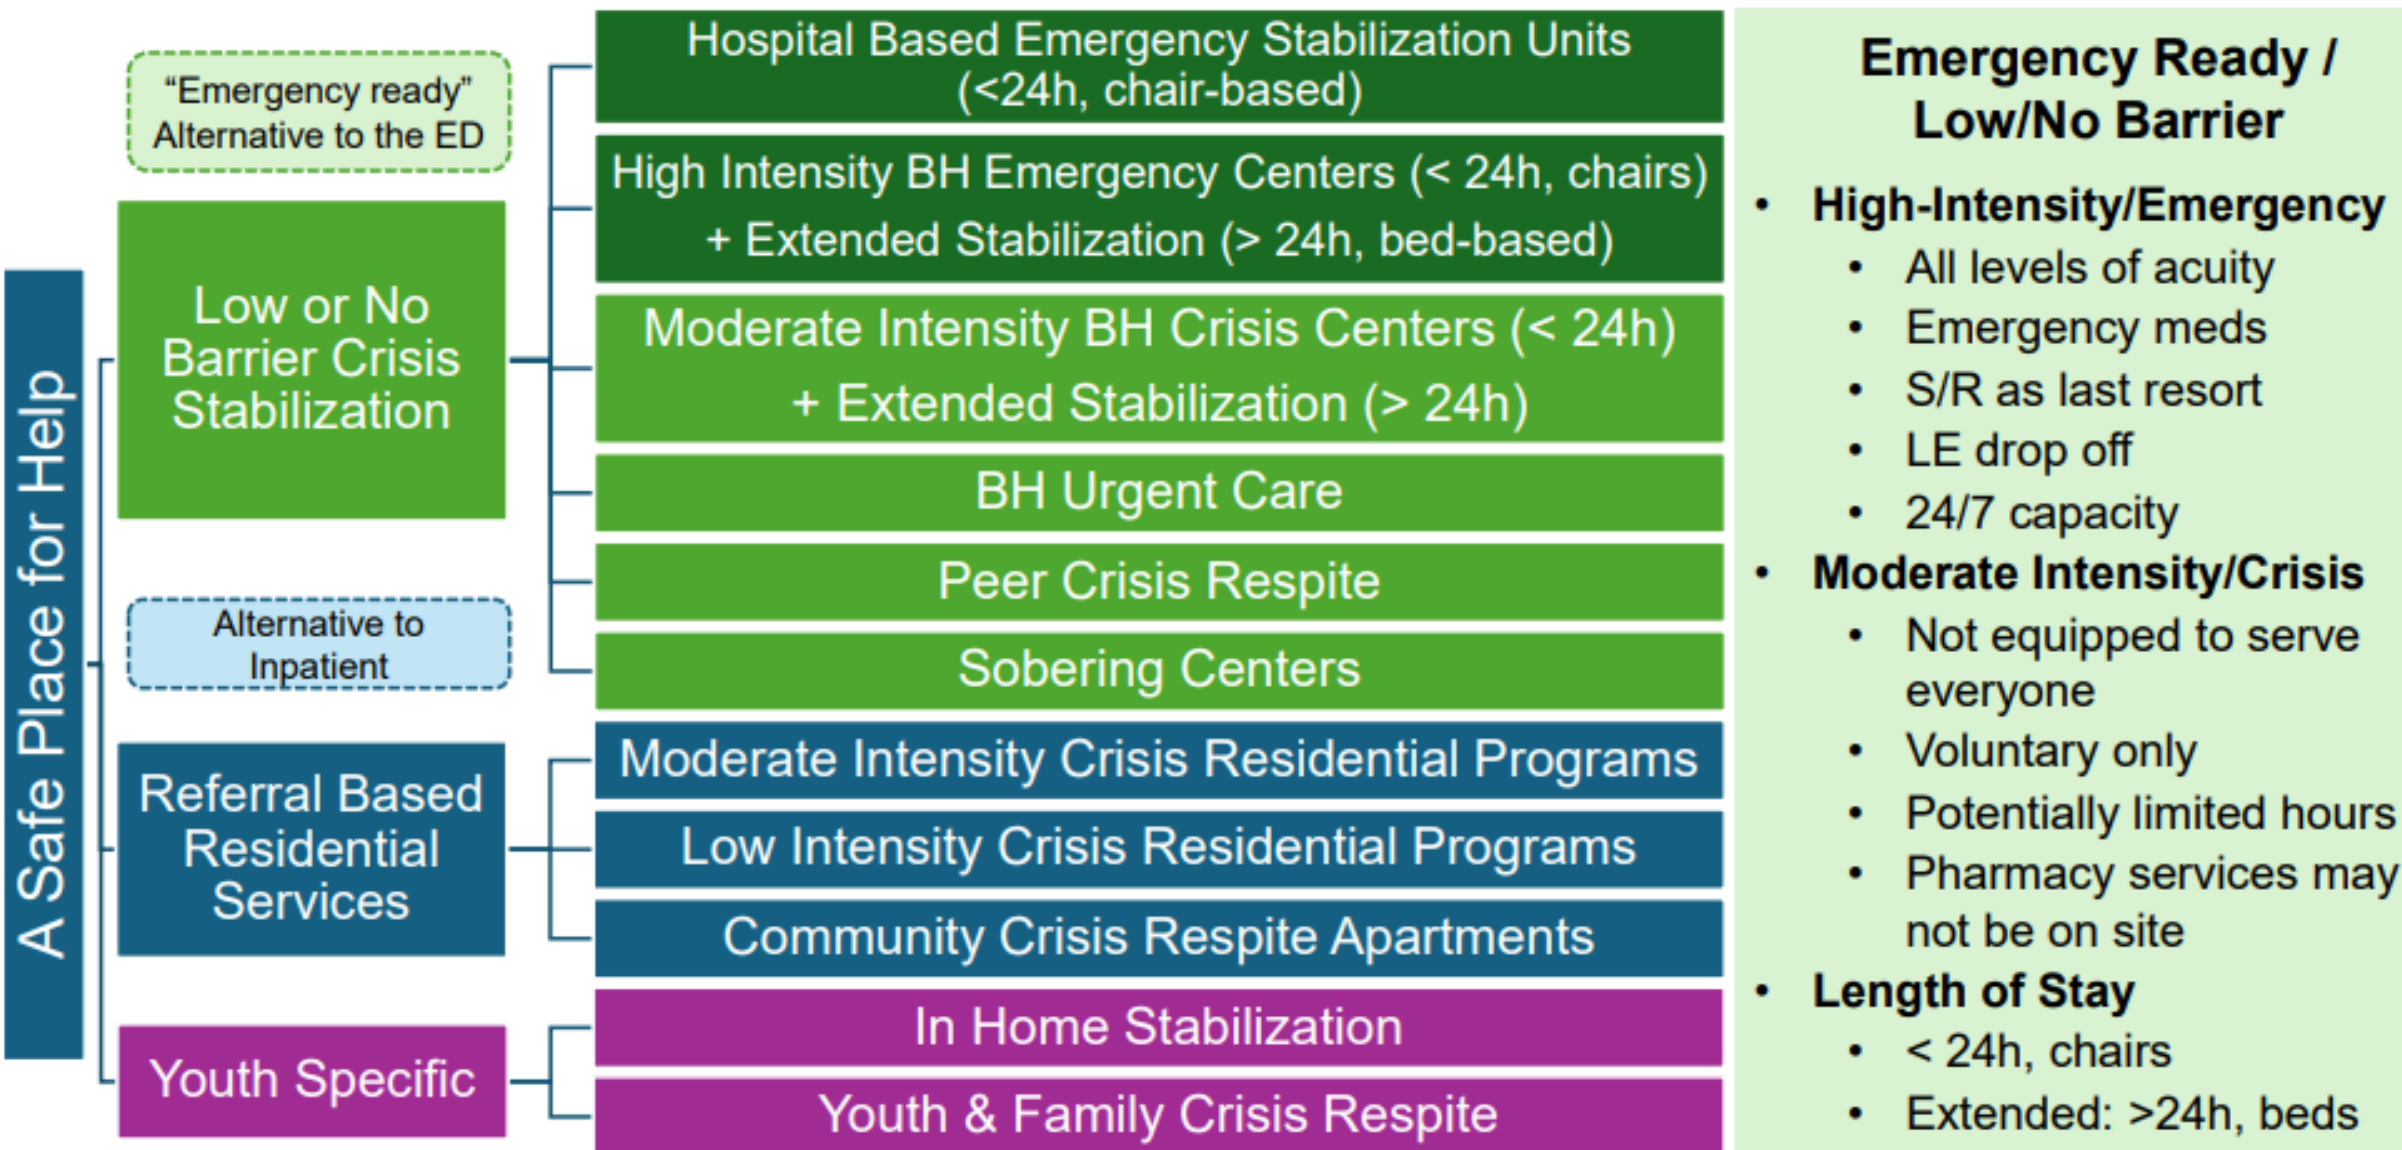 A Safe Place for Help
“Emergency ready”
Alternative to the ED
Low or No
Barrier Crisis
Stabilization
Alternative to
Inpatient
Referral Based
Residential
Services
Youth Specific
Hospital Based Emergency Stabilization Units
(<24h, chair-based)
High Intensity BH Emergency Centers (< 24h, chairs)
+ Extended Stabilization (> 24h, bed-based)
Moderate Intensity BH Crisis Centers (< 24h)
+ Extended Stabilization (> 24h)
BH Urgent Care
Peer Crisis Respite
Sobering Centers
Moderate Intensity Crisis Residential Programs
Low Intensity Crisis Residential Programs
Community Crisis Respite Apartments
In Home Stabilization
Youth & Family Crisis Respite
Emergency Ready /
Low/No Barrier
• High-Intensity/Emergency
• All levels of acuity
• Emergency meds
• S/R as last resort
• LE drop off
• 24/7 capacity
• Moderate Intensity/Crisis
• Not equipped to serve
everyone
• Voluntary only
• Potentially limited hours
• Pharmacy services may
not be on site
• Length of Stay
• < 24h, chairs
• Extended: >24h, beds